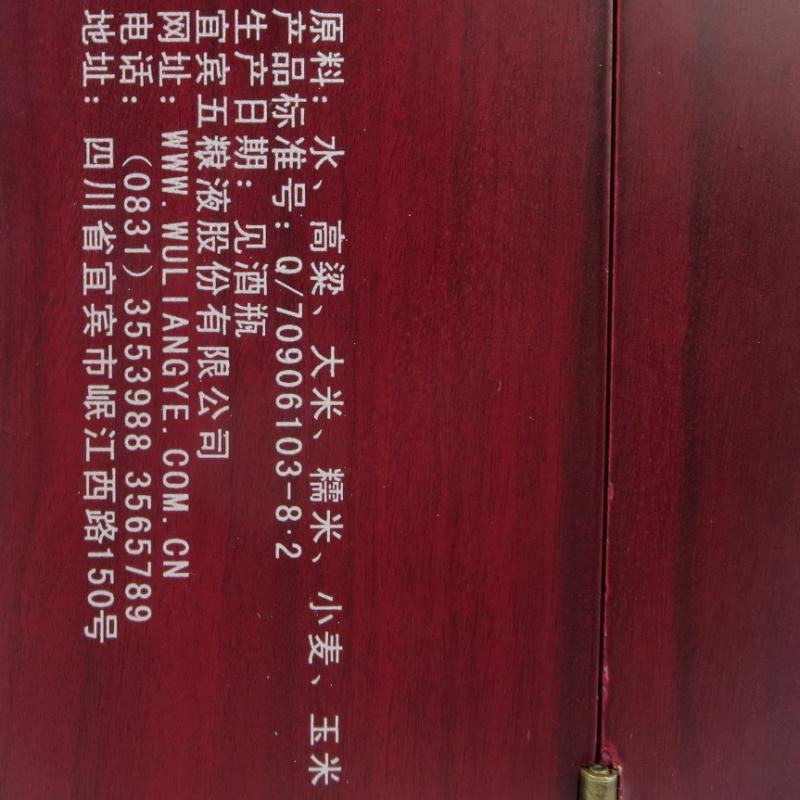 原料：水、高粱、大米、糯米、小麦、玉米
产品标准号：Q/70906103-8·2
生产日期：见酒瓶
宜宾五粮液股份有限公司
网址：WWW.WULIANGYE.COM.CN
电话：(0831) 3553988 3565789
地址：四川省宜宾市岷江西路150号